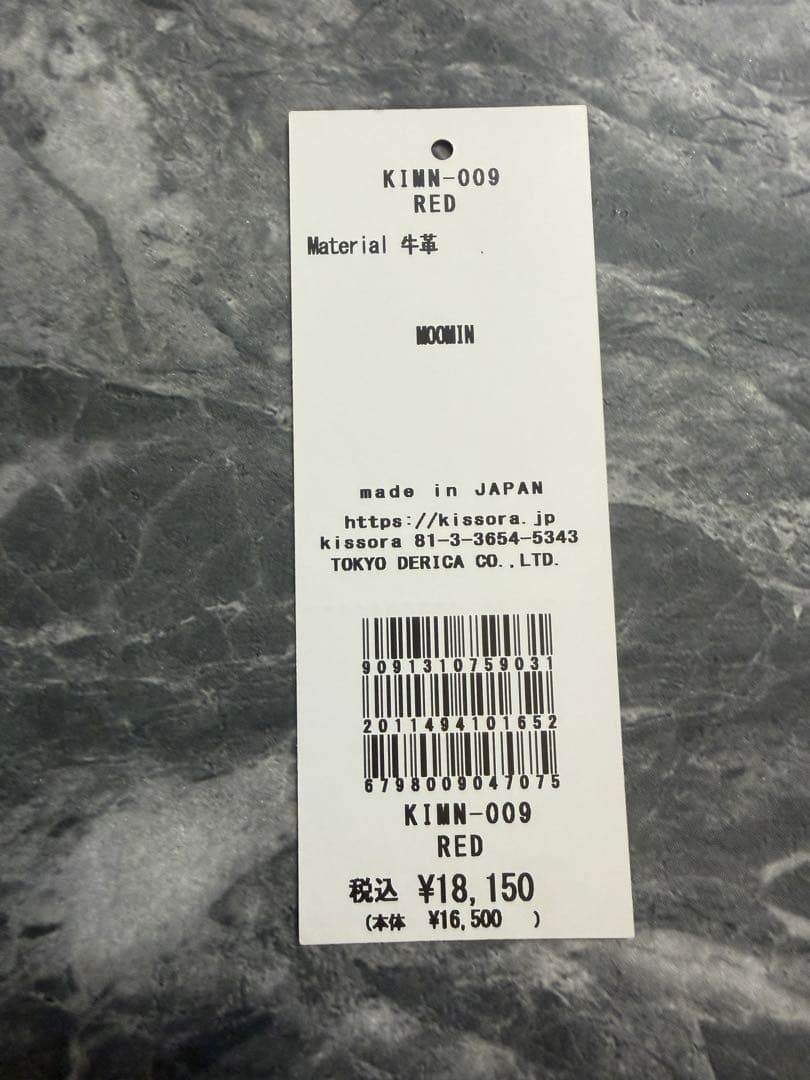 KIMN-009
RED
Material 牛革
MOOMIN
made in JAPAN
https://kissora.jp
kissora 81-3-3654-5343
TOKYO DERICA CO.,LTD.
9091310759031
2011494101652
6798009047075
KIMN-009
RED
税込 ¥18,150
(本体 ¥16,500 )